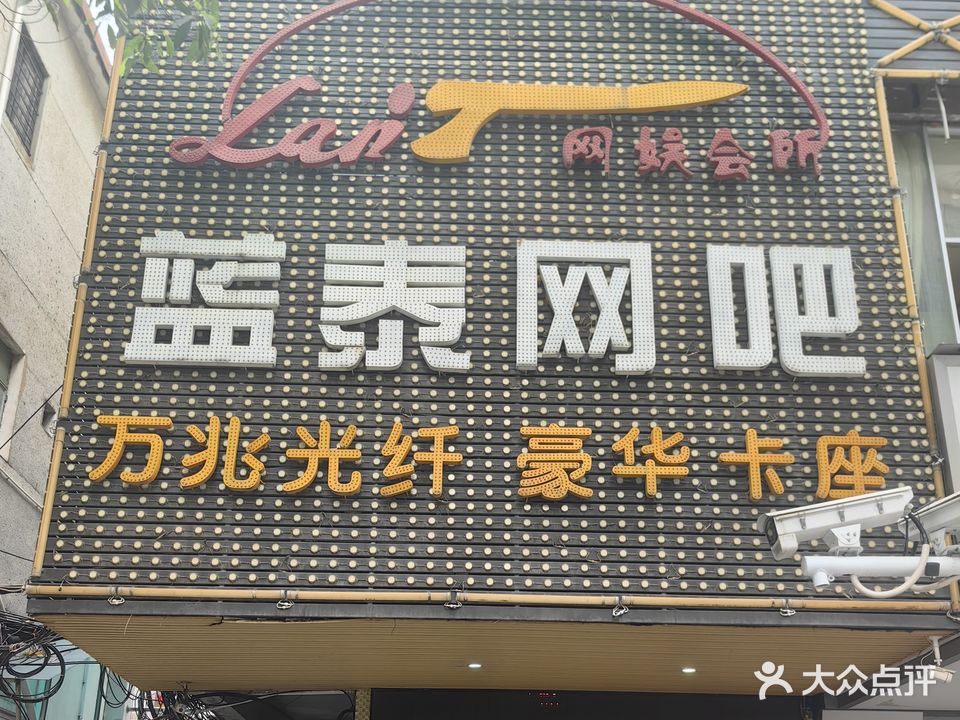 LanT 网娱会所
蓝泰网吧
万兆光纤 豪华卡座
大众点评